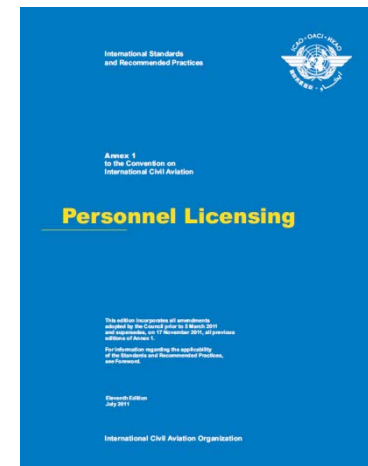 International Standards
and Recommended Practices
ICAO · OACI · ИКАО
Annex 1
to the Convention on
International Civil Aviation
Personnel Licensing
This edition incorporates all amendments
adopted by the Council prior to 5 March 2011
and supersedes, on 17 November 2011, all previous
editions of Annex 1.
For information regarding the applicability
of the Standards and Recommended Practices,
see Foreword.
Eleventh Edition
July 2011
International Civil Aviation Organization